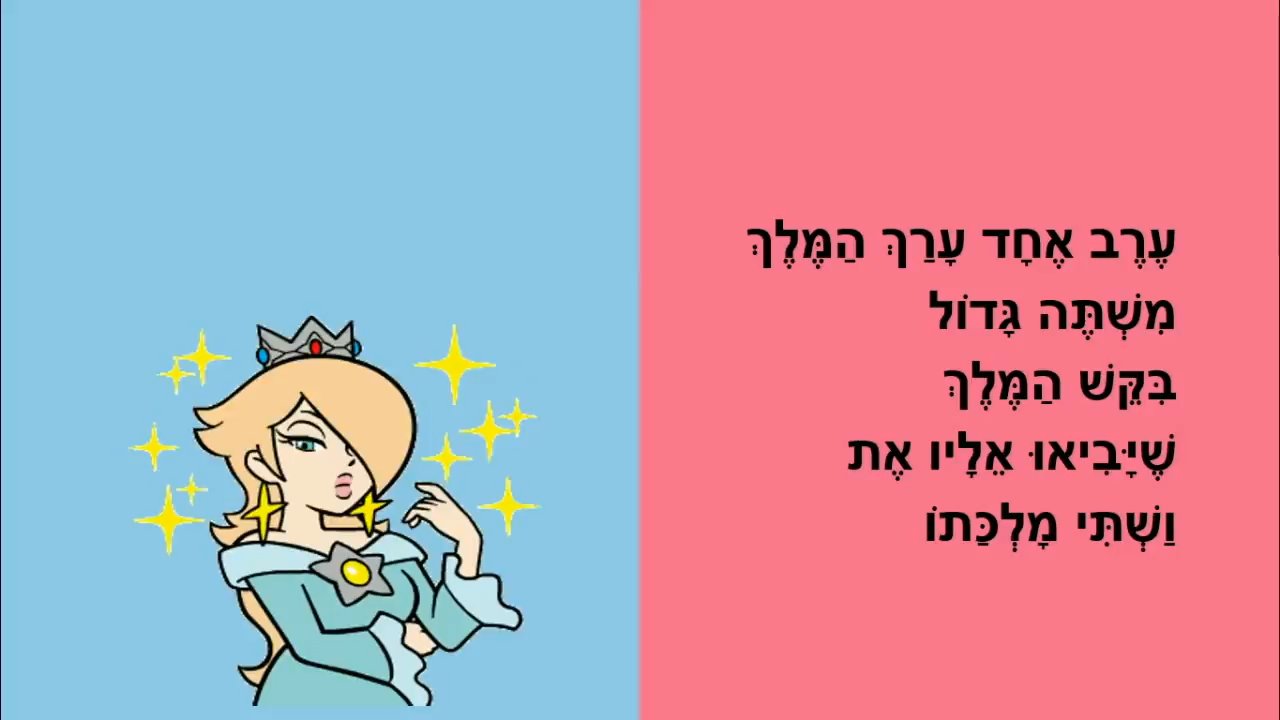 עֶרֶב אֶחָד עָרַךְ הַמֶּלֶךְ
מִשְׁתֶּה גָּדוֹל
בִּקֵּשׁ הַמֶּלֶךְ
שֶׁיָּבִיאוּ אֵלָיו אֶת
וַשְׁתִּי מָלְכַּתוֹ